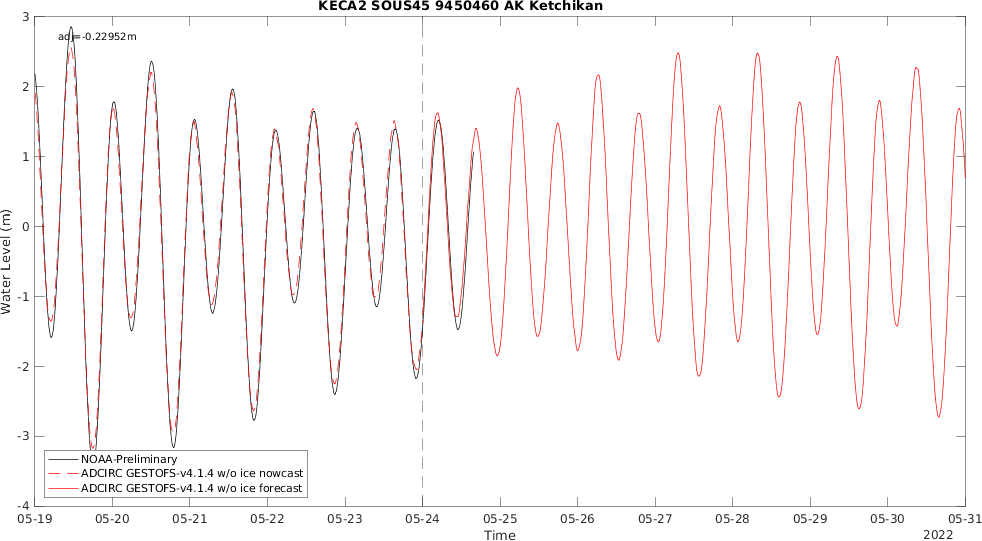 KECA2 SOUS45 9450460 AK Ketchikan
adj=-0.22952m
3
2
1
0
-1
-2
-3
-4
Water Level (m)
NOAA-Preliminary
ADCIRC GESTOFS-v4.1.4 w/o ice nowcast
ADCIRC GESTOFS-v4.1.4 w/o ice forecast
05-19 05-20 05-21 05-22 05-23 05-24 05-25 05-26 05-27 05-28 05-29 05-30 05-31
Time
2022